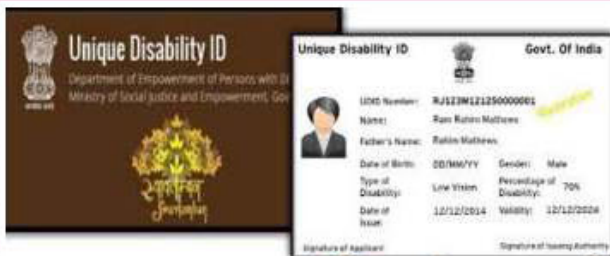 Unique Disability ID
Department of Empowerment of Persons with Di
Ministry of Social Justice and Empowerment, Gov
Unique Disability ID
Govt. Of India
UDID Number: RJ123M121250000001
Name: Ram Rohim Mathews
Father's Name: Rahim Mathews
Date of Birth: DD/MM/YY Gender: Male
Type of Disability: Low Vision Percentage of Disability: 70%
Date of Issue: 12/12/2014 Validity: 12/12/2024
Signature of Applicant Signature of Issuing Authority